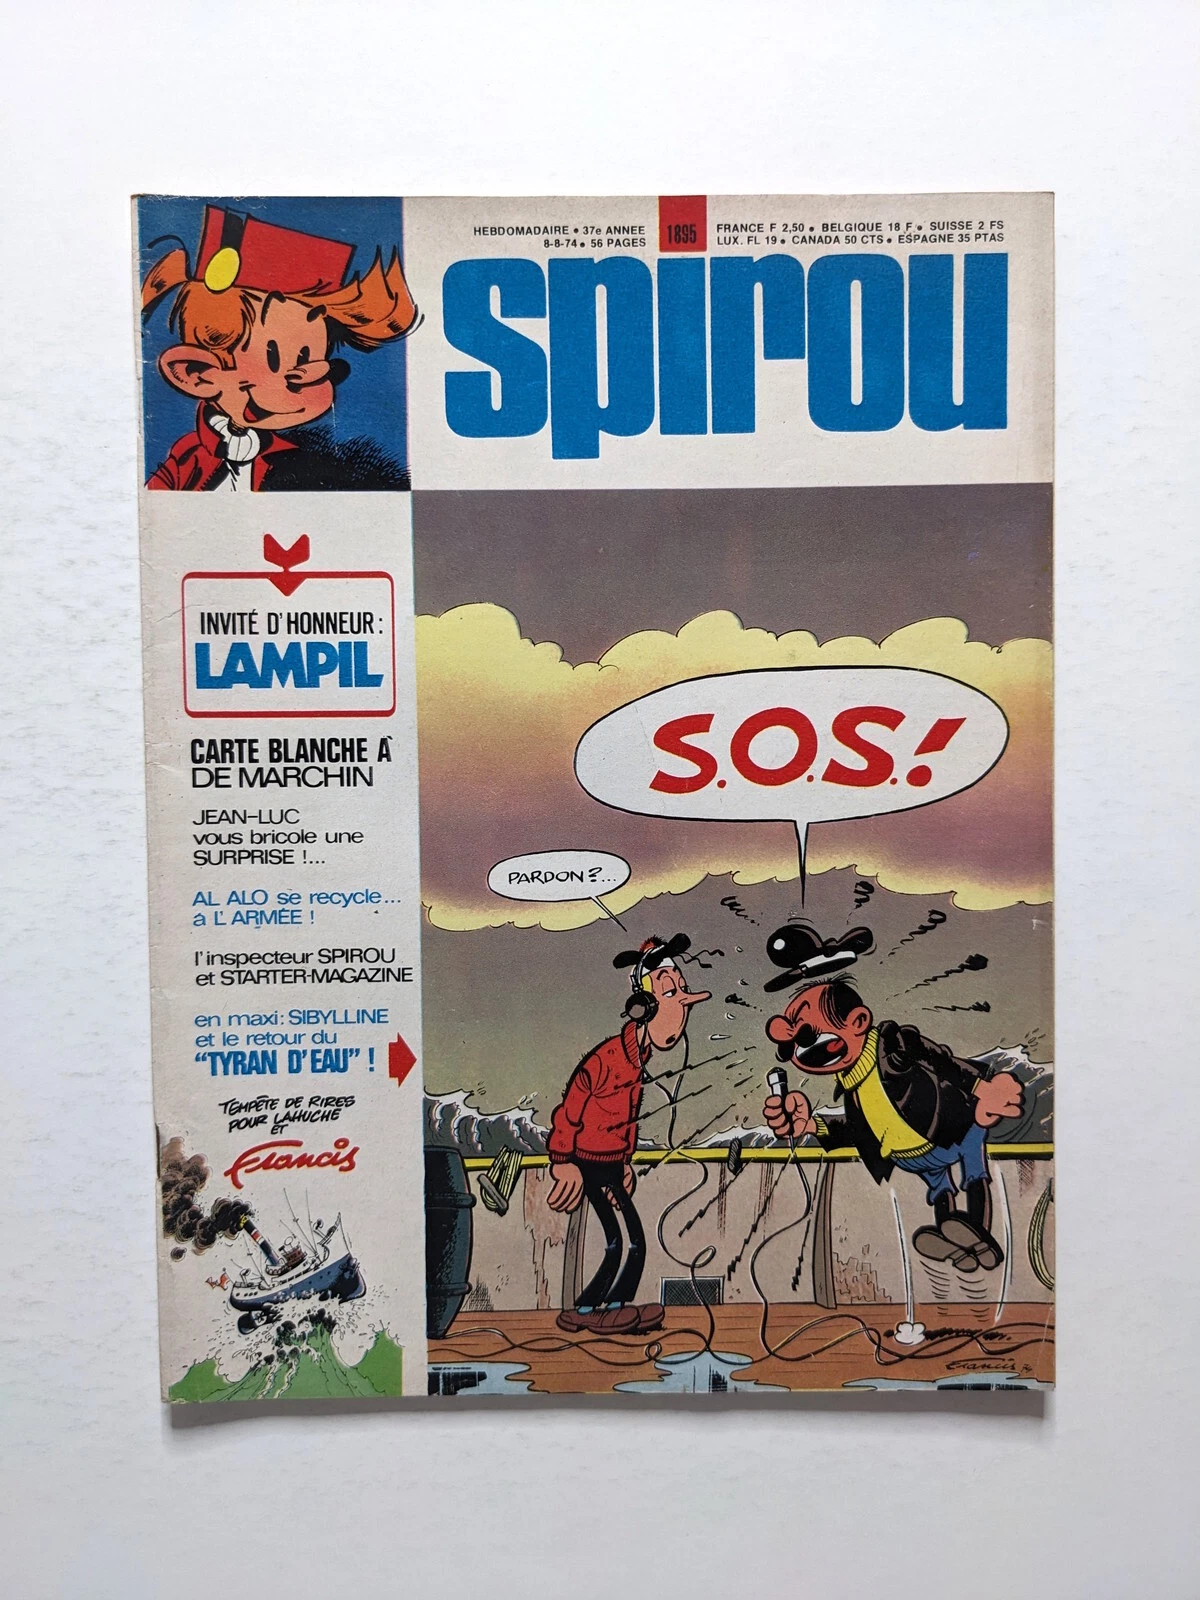 HEBDOMADAIRE • 37e ANNEE
8-8-74 • 56 PAGES
1895
FRANCE F 2,50 • BELGIQUE 18 F • SUISSE 2 FS
LUX. FL 19 • CANADA 50 CTS • ESPAGNE 35 PTAS
spirou
INVITÉ D'HONNEUR :
LAMPIL
CARTE BLANCHE À
DE MARCHIN
JEAN-LUC
vous bricole une
SURPRISE !...
AL ALO se recycle...
à L'ARMÉE !
l'inspecteur SPIROU
et STARTER-MAGAZINE
en maxi: SIBYLLINE
et le retour du
"TYRAN D'EAU" !
TEMPÊTE DE RIRES
POUR LAHUCHE
ET
Francis
S.O.S.!
PARDON?...
Francis 74